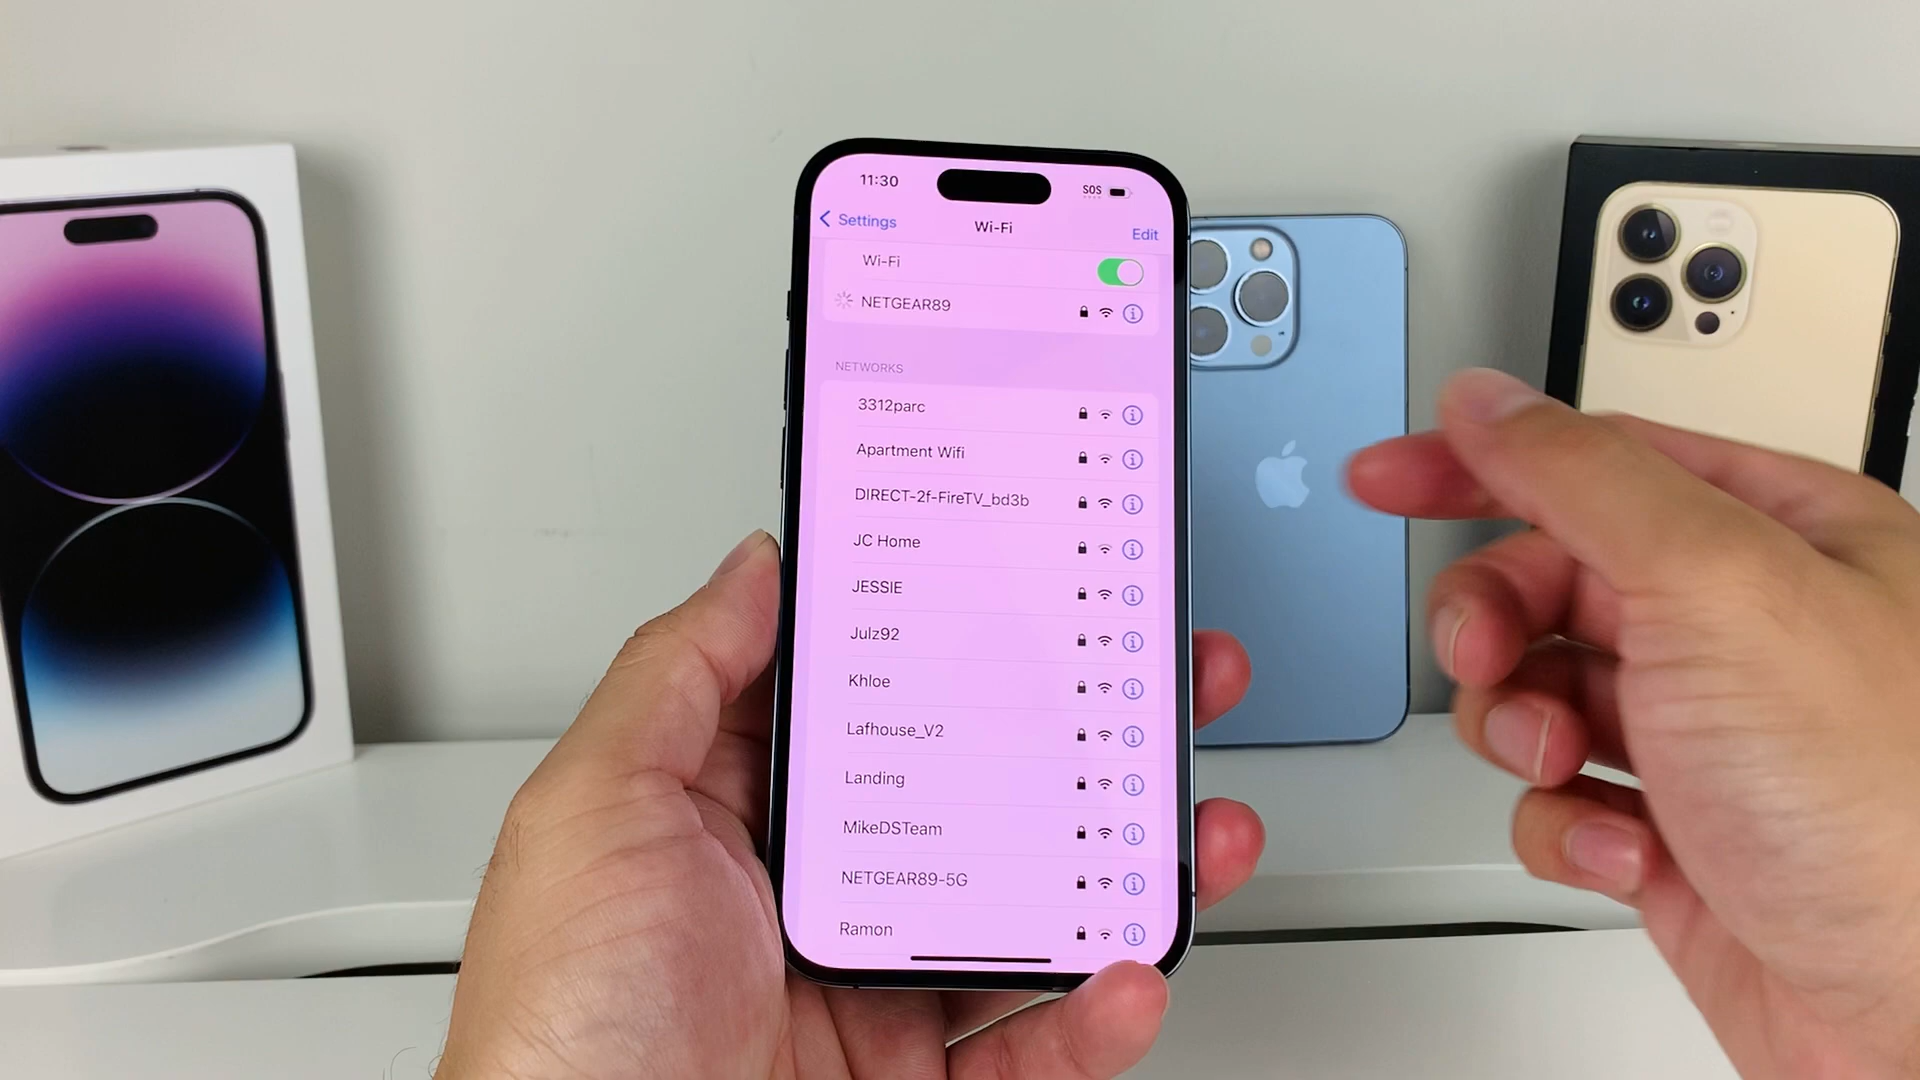 11:30
SOS
Settings
Wi-Fi
Edit
Wi-Fi
NETGEAR89
NETWORKS
3312parc
Apartment Wifi
DIRECT-2f-FireTV_bd3b
JC Home
JESSIE
Julz92
Khloe
Lafhouse_V2
Landing
MikeDSTeam
NETGEAR89-5G
Ramon